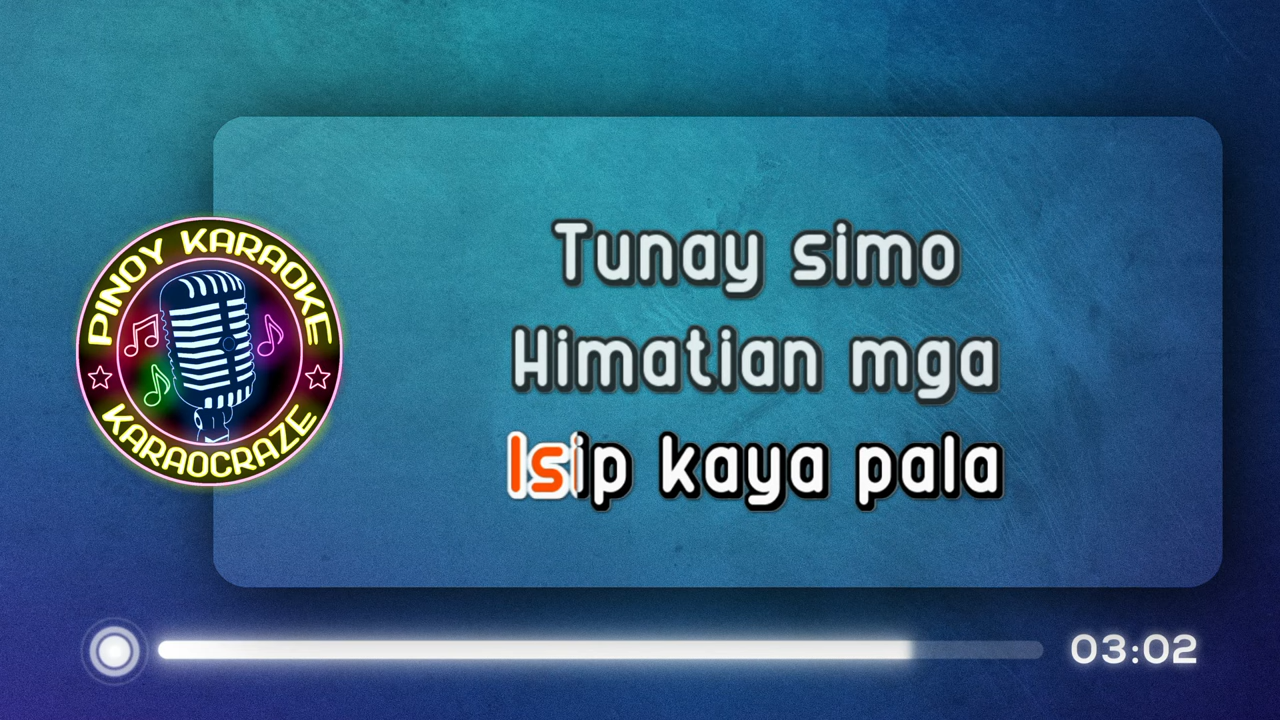 PINOY KARAOKE
KARAOCRAZE
Tunay simo
Himatian mga
Isip kaya pala
03:02